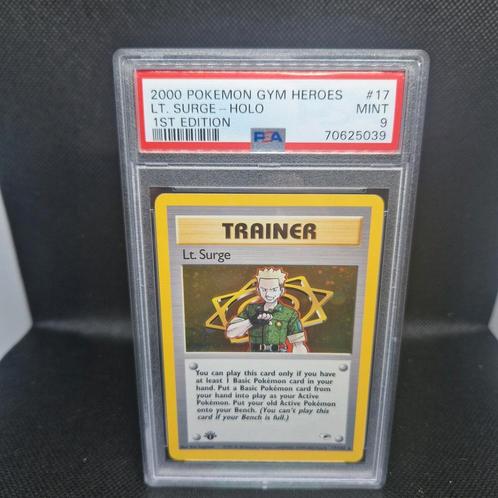 2000 POKEMON GYM HEROES #17
LT. SURGE - HOLO MINT
1ST EDITION 9
PSA 70625039
TRAINER
Lt. Surge
You can play this card only if you have
at least 1 Basic Pokémon card in your
hand. Put a Basic Pokémon card from
your hand into play as your Active
Pokémon. Put your old Active Pokémon
onto your Bench. (You can't play this
card if your Bench is full.)